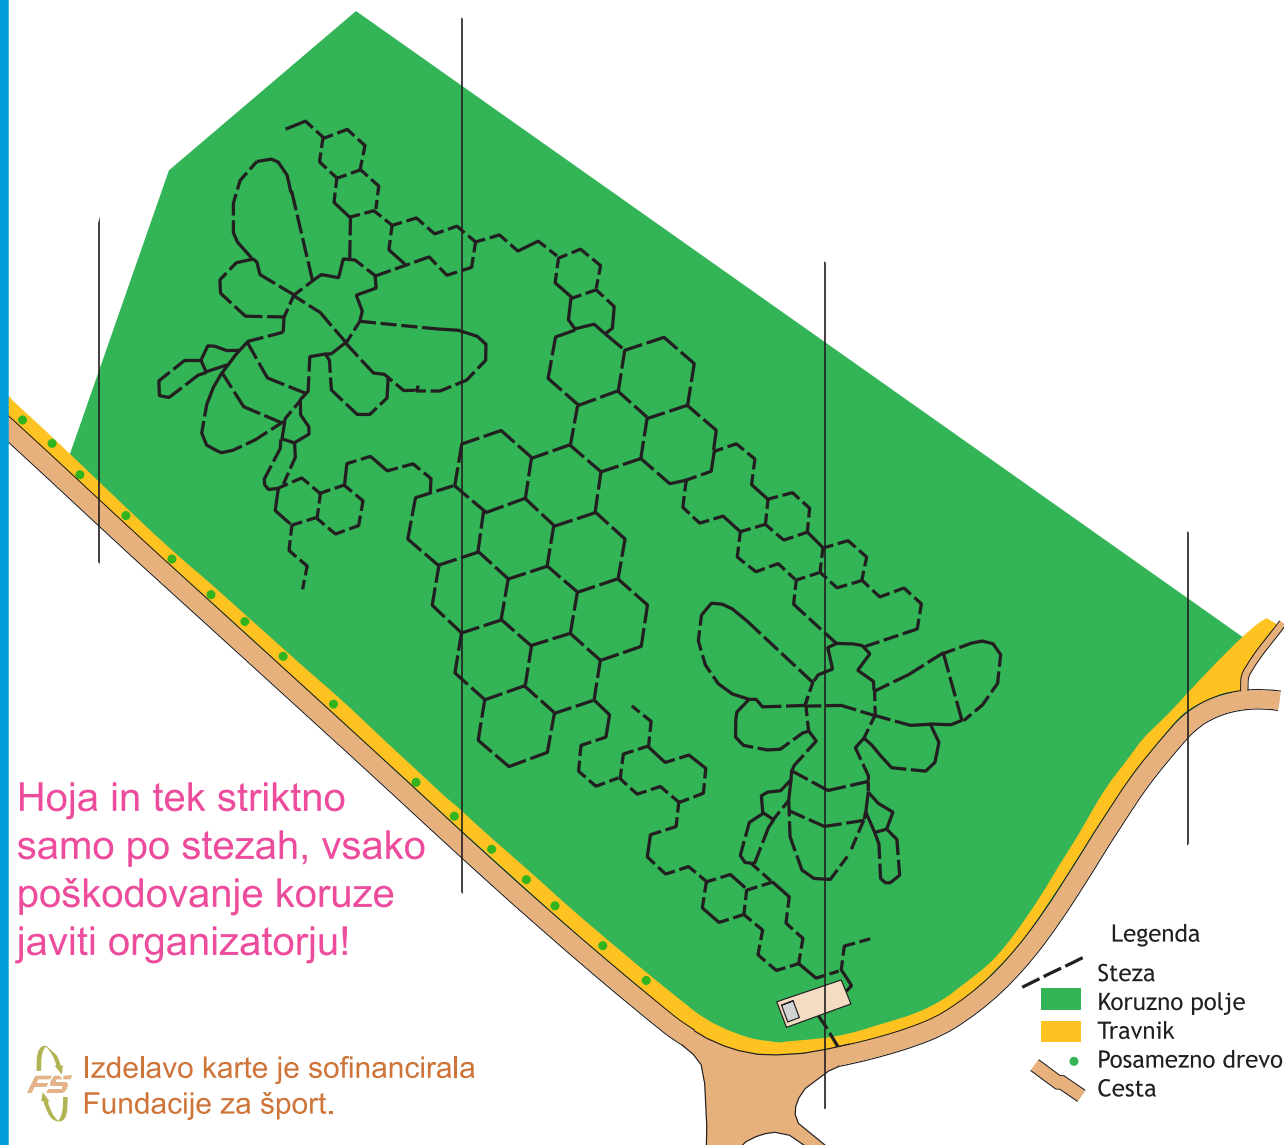 Hoja in tek striktno
samo po stezah, vsako
poškodovanje koruze
javiti organizatorju!
Legenda
Steza
Koruzno polje
Travnik
Posamezno drevo
Cesta
FŠ Izdelavo karte je sofinancirala
Fundacije za šport.